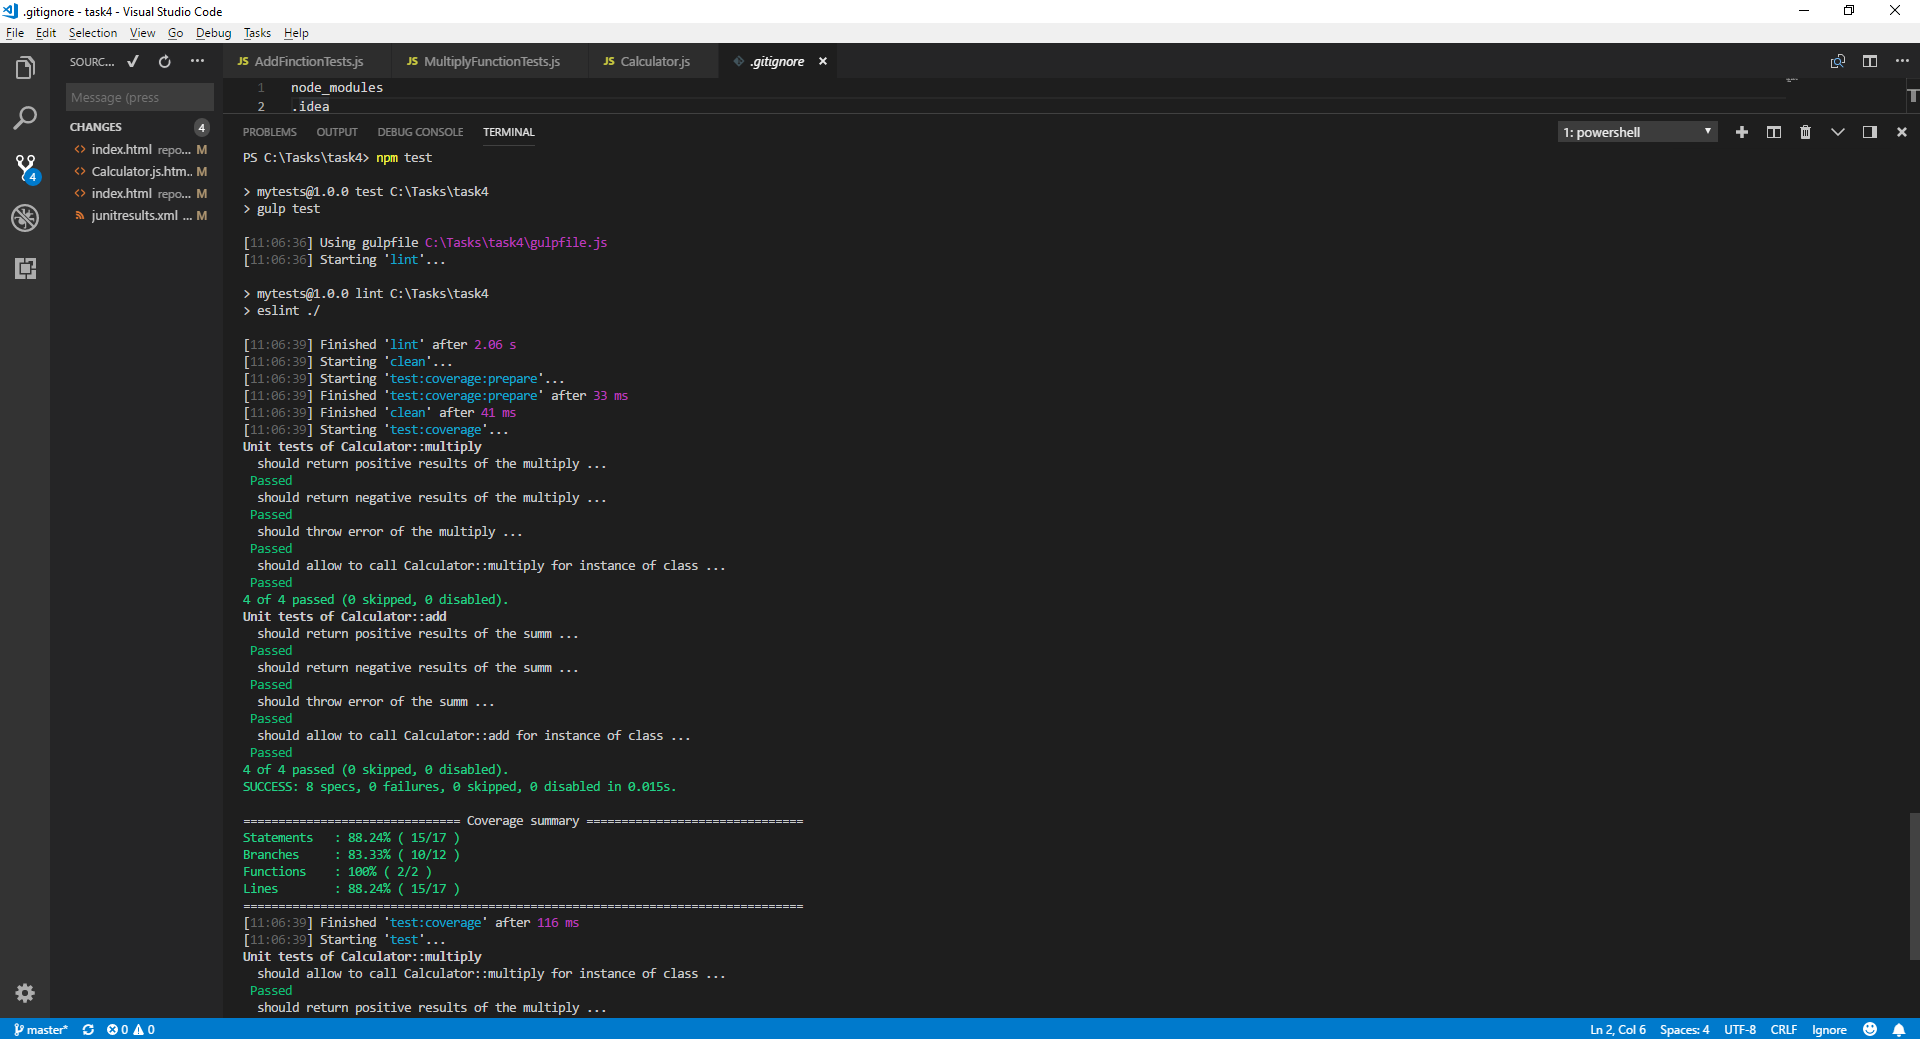 .gitignore - task4 - Visual Studio Code
File Edit Selection View Go Debug Tasks Help
SOURC... ...
JS AddFinctionTests.js JS MultiplyFunctionTests.js JS Calculator.js .gitignore
Message (press
CHANGES 4
index.html repo... M
Calculator.js.htm... M
index.html repo... M
junitresults.xml ... M
4
1 node_modules
2 .idea
PROBLEMS OUTPUT DEBUG CONSOLE TERMINAL 1: powershell
PS C:\Tasks\task4> npm test
> mytests@1.0.0 test C:\Tasks\task4
> gulp test
[11:06:36] Using gulpfile C:\Tasks\task4\gulpfile.js
[11:06:36] Starting 'lint'...
> mytests@1.0.0 lint C:\Tasks\task4
> eslint ./
[11:06:39] Finished 'lint' after 2.06 s
[11:06:39] Starting 'clean'...
[11:06:39] Starting 'test:coverage:prepare'...
[11:06:39] Finished 'test:coverage:prepare' after 33 ms
[11:06:39] Finished 'clean' after 41 ms
[11:06:39] Starting 'test:coverage'...
Unit tests of Calculator::multiply
should return positive results of the multiply ...
Passed
should return negative results of the multiply ...
Passed
should throw error of the multiply ...
Passed
should allow to call Calculator::multiply for instance of class ...
Passed
4 of 4 passed (0 skipped, 0 disabled).
Unit tests of Calculator::add
should return positive results of the summ ...
Passed
should return negative results of the summ ...
Passed
should throw error of the summ ...
Passed
should allow to call Calculator::add for instance of class ...
Passed
4 of 4 passed (0 skipped, 0 disabled).
SUCCESS: 8 specs, 0 failures, 0 skipped, 0 disabled in 0.015s.
=============================== Coverage summary ===============================
Statements : 88.24% ( 15/17 )
Branches : 83.33% ( 10/12 )
Functions : 100% ( 2/2 )
Lines : 88.24% ( 15/17 )
================================================================================
[11:06:39] Finished 'test:coverage' after 116 ms
[11:06:39] Starting 'test'...
Unit tests of Calculator::multiply
should allow to call Calculator::multiply for instance of class ...
Passed
should return positive results of the multiply ...
master* 0 0 Ln 2, Col 6 Spaces: 4 UTF-8 CRLF Ignore